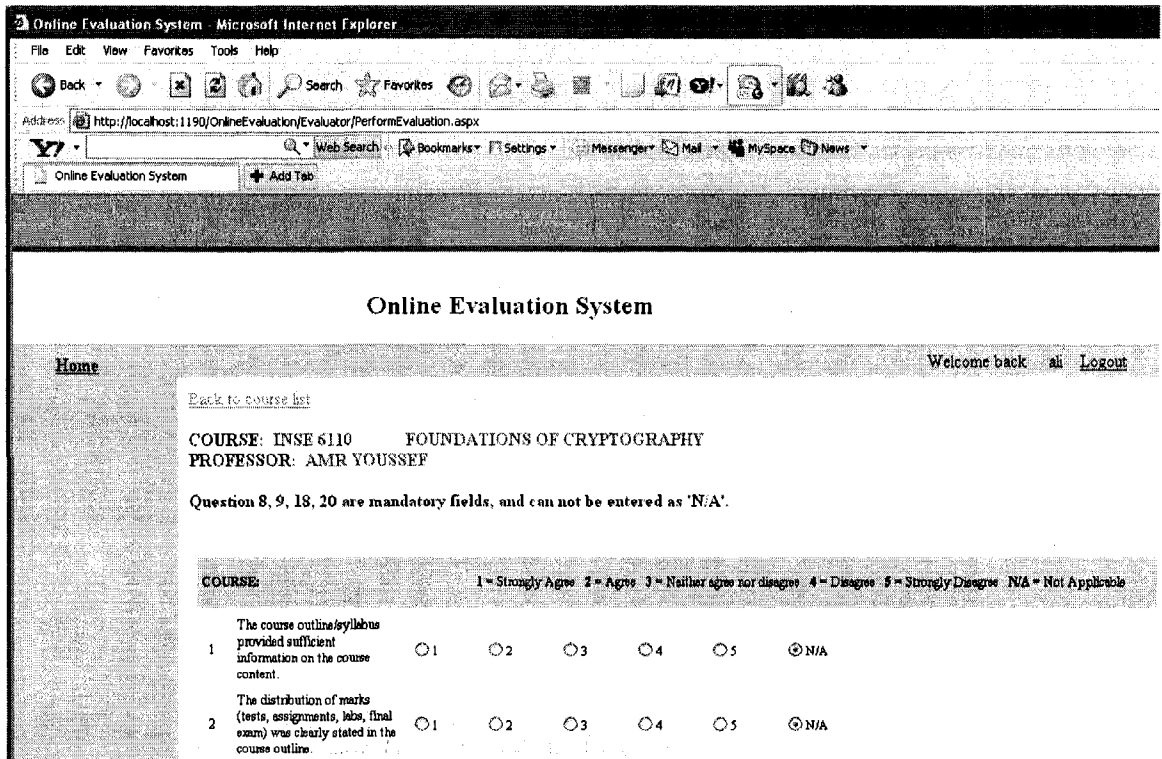 Online Evaluation System - Microsoft Internet Explorer
File Edit View Favorites Tools Help
Back Search Favorites
Address http://localhost:1190/OnlineEvaluation/Evaluator/PerformEvaluation.aspx
Y7 Web Search Bookmarks Settings Messenger Mail MySpace News
Online Evaluation System Add Tab
Online Evaluation System
Home Welcome back ali Logout
Back to course list
COURSE: INSE 6110 FOUNDATIONS OF CRYPTOGRAPHY
PROFESSOR: AMR YOUSSEF
Question 8, 9, 18, 20 are mandatory fields, and can not be entered as 'N/A'.
COURSE: 1 = Strongly Agree 2 = Agree 3 = Neither agree nor disagree 4 = Disagree 5 = Strongly Disagree N/A = Not Applicable
The course outline/syllabus
provided sufficient
1 information on the course 1 2 3 4 5 N/A
content.
The distribution of marks
(tests, assignments, labs, final
2 exam) was clearly stated in the 1 2 3 4 5 N/A
course outline.